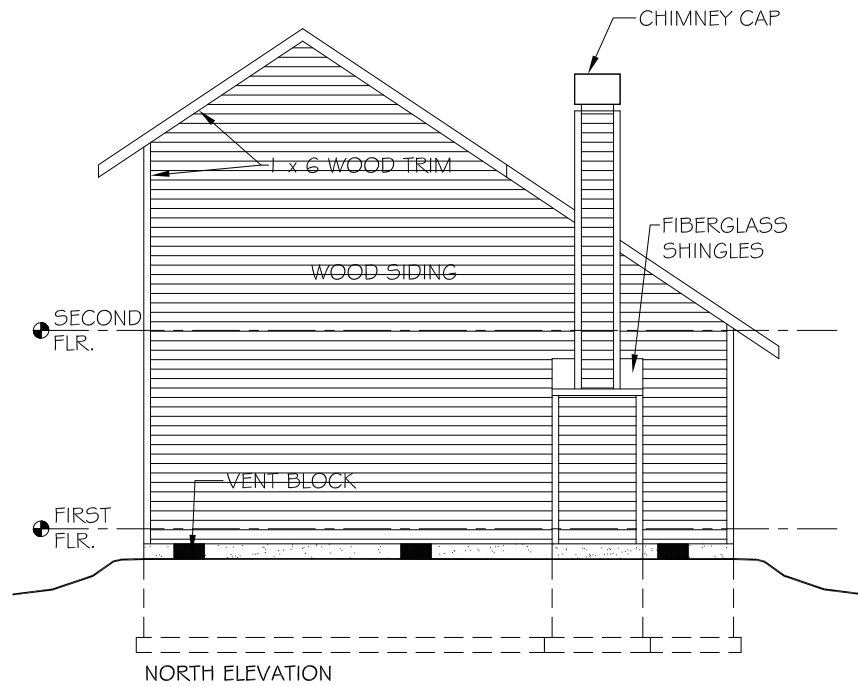 CHIMNEY CAP
1 x 6 WOOD TRIM
FIBERGLASS
SHINGLES
WOOD SIDING
SECOND
FLR.
VENT BLOCK
FIRST
FLR.
NORTH ELEVATION